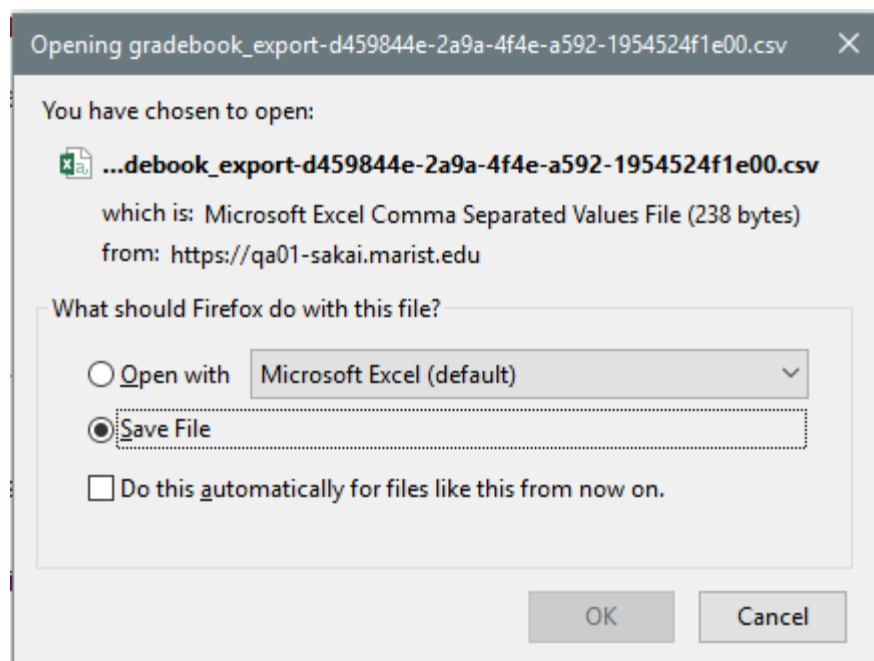 Opening gradebook_export-d459844e-2a9a-4f4e-a592-1954524f1e00.csv
You have chosen to open:
...debook_export-d459844e-2a9a-4f4e-a592-1954524f1e00.csv
which is: Microsoft Excel Comma Separated Values File (238 bytes)
from: https://qa01-sakai.marist.edu
What should Firefox do with this file?
Open with Microsoft Excel (default)
Save File
Do this automatically for files like this from now on.
OK Cancel